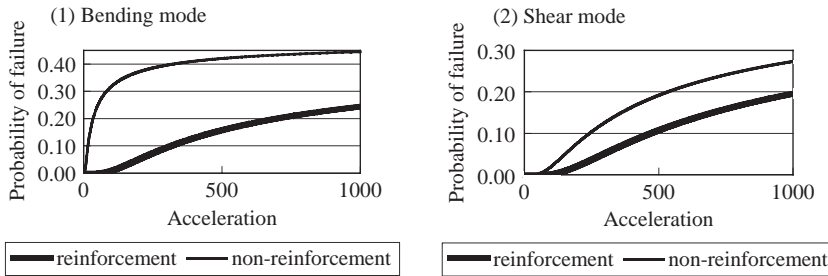 (1) Bending mode
Probability of failure
0.40
0.30
0.20
0.10
0.00
0
500
1000
Acceleration
reinforcement
non-reinforcement
(2) Shear mode
Probability of failure
0.30
0.20
0.10
0.00
0
500
1000
Acceleration
reinforcement
non-reinforcement